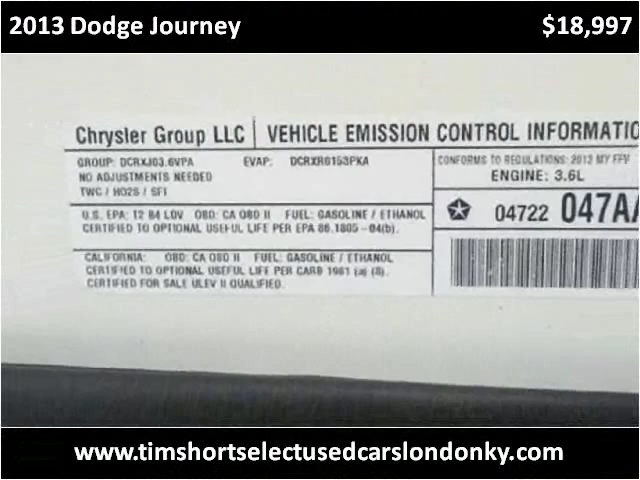 2013 Dodge Journey $18,997
Chrysler Group LLC VEHICLE EMISSION CONTROL INFORMATIO
GROUP: DCRXJ03.6VPA EVAP: DCRXR0153PKA
NO ADJUSTMENTS NEEDED
TWC / HO2S / SFI
CONFORMS TO REGULATIONS: 2013 MY FFV
ENGINE: 3.6L
U.S. EPA: 12 B4 LDV OBD: CA OBD II FUEL: GASOLINE / ETHANOL
CERTIFIED TO OPTIONAL USEFUL LIFE PER EPA 86.1805 - 04(b).
04722 047AA
CALIFORNIA: OBD: CA OBD II FUEL: GASOLINE / ETHANOL
CERTIFIED TO OPTIONAL USEFUL LIFE PER CARB 1961 (a) (8).
CERTIFIED FOR SALE ULEV II QUALIFIED.
www.timshortselectusedcarslondonky.com